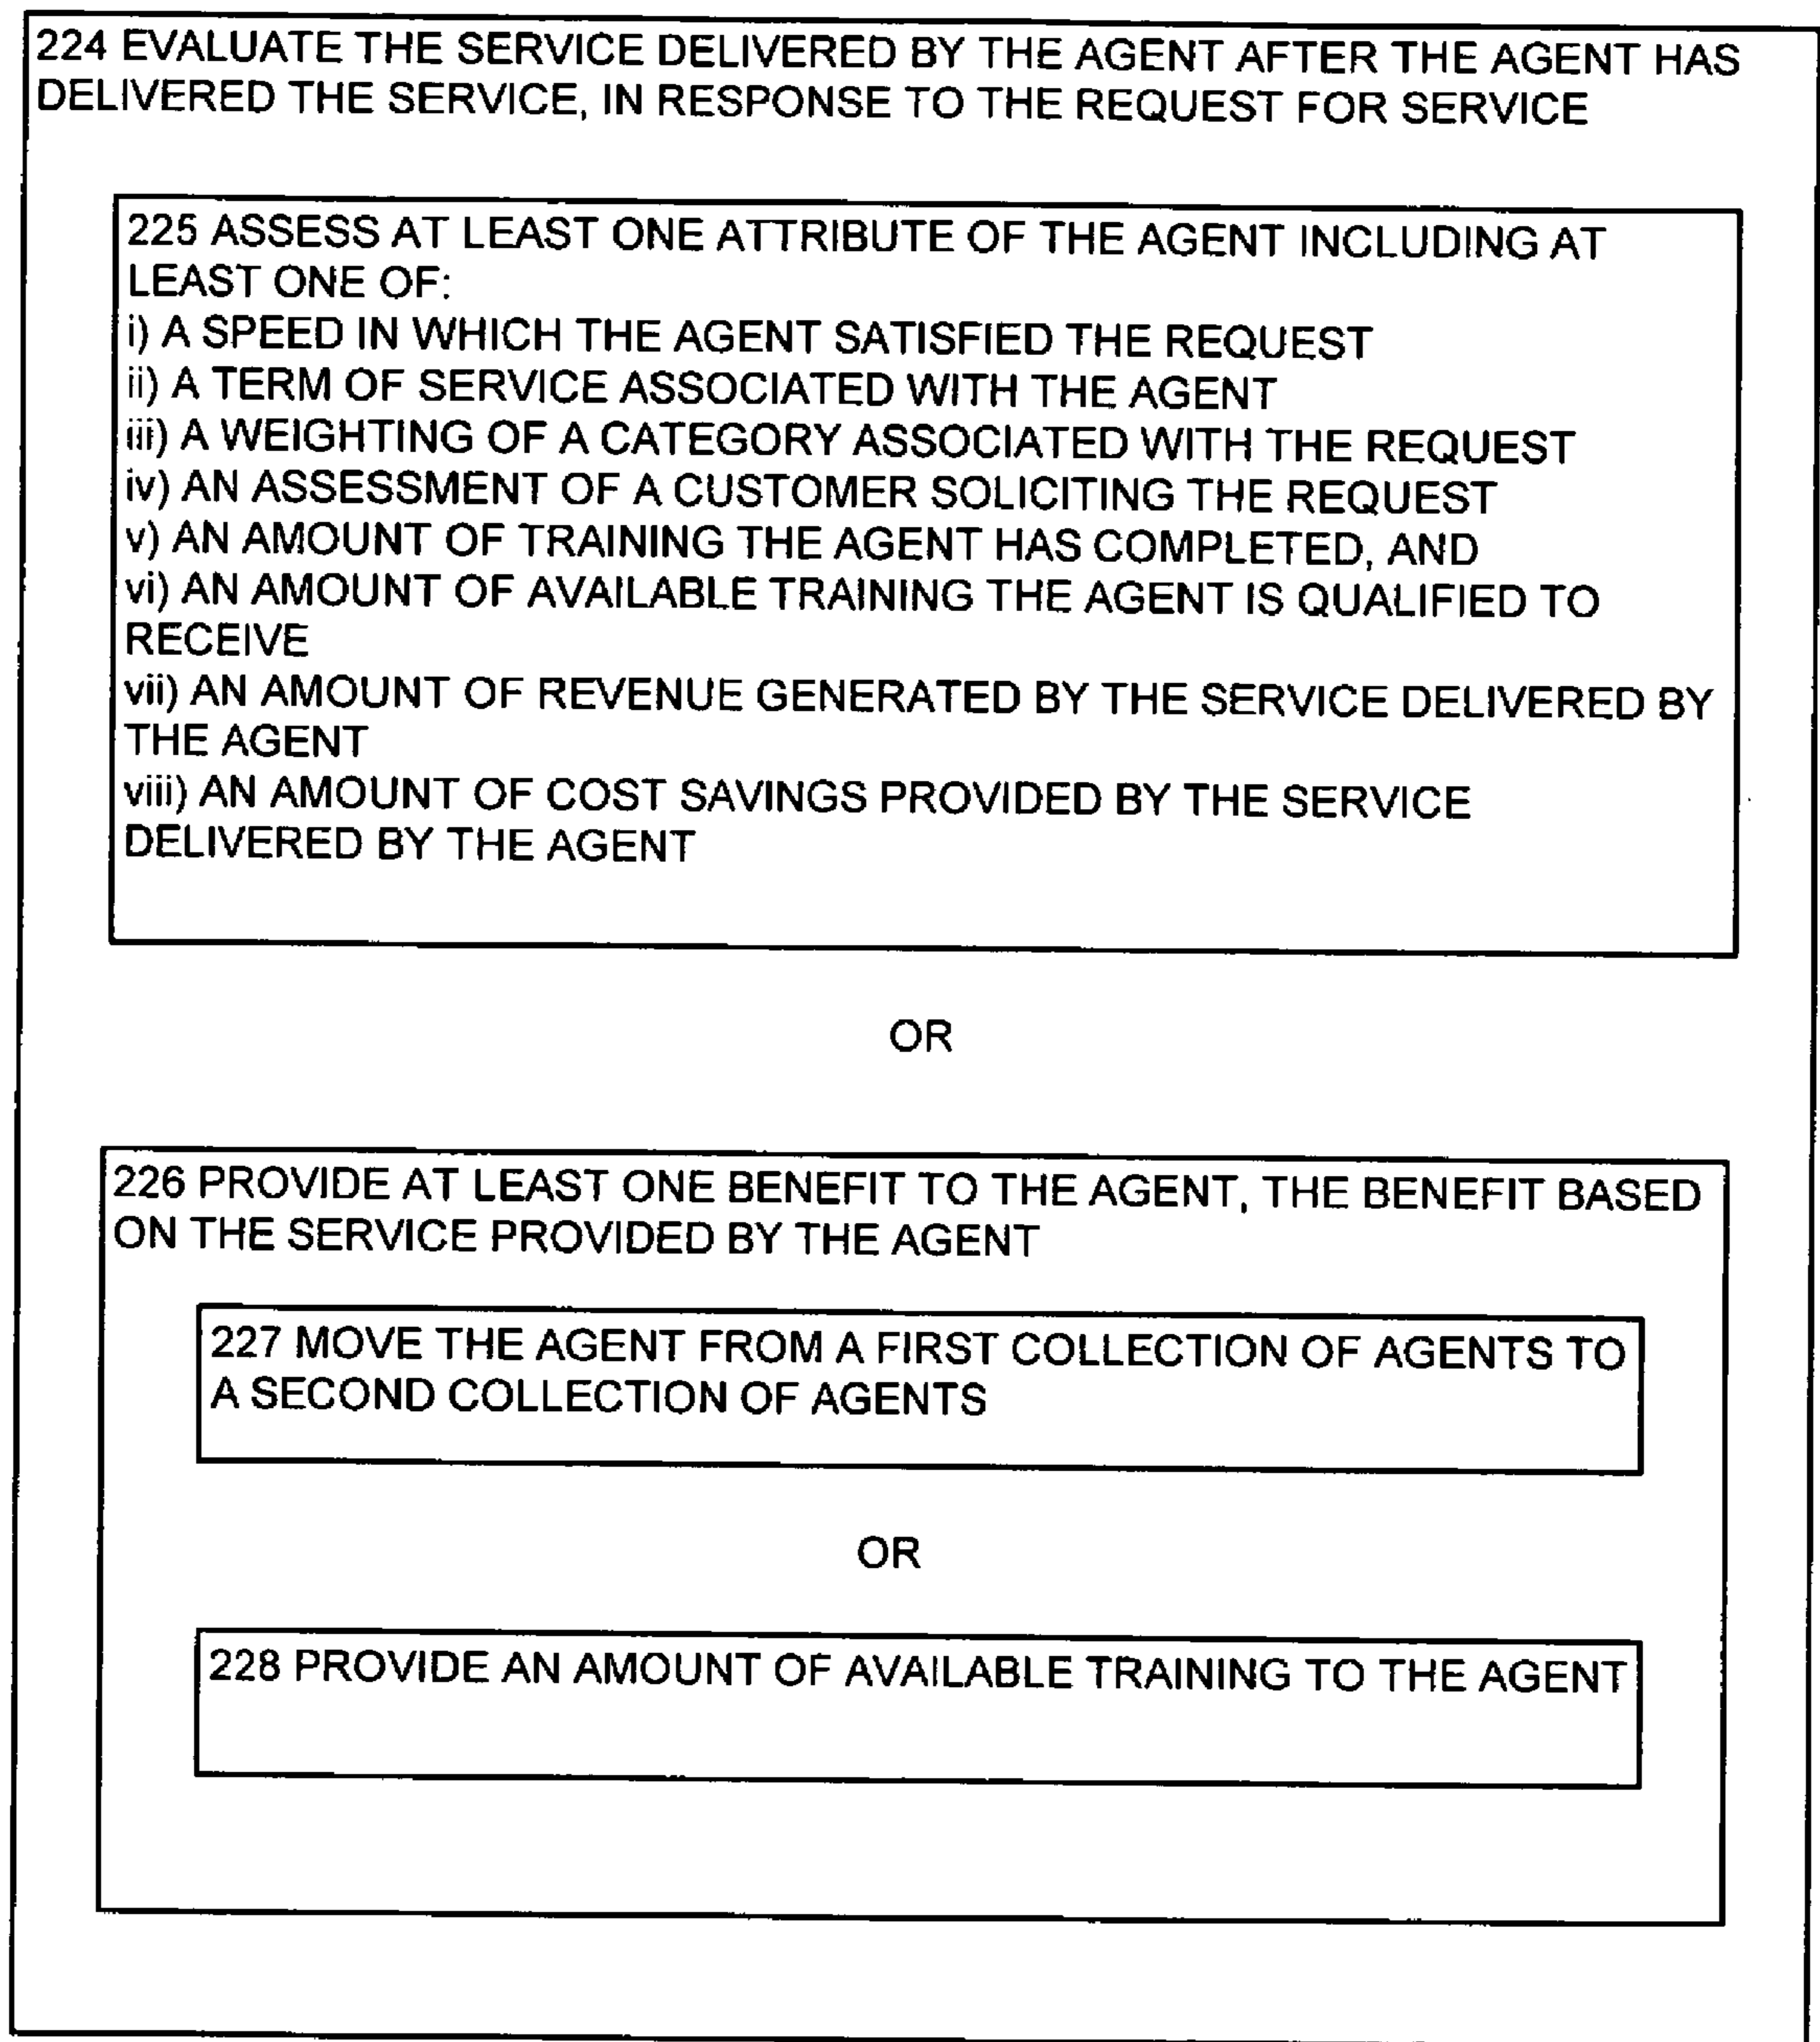 224 EVALUATE THE SERVICE DELIVERED BY THE AGENT AFTER THE AGENT HAS
DELIVERED THE SERVICE, IN RESPONSE TO THE REQUEST FOR SERVICE
225 ASSESS AT LEAST ONE ATTRIBUTE OF THE AGENT INCLUDING AT
LEAST ONE OF:
i) A SPEED IN WHICH THE AGENT SATISFIED THE REQUEST
ii) A TERM OF SERVICE ASSOCIATED WITH THE AGENT
iii) A WEIGHTING OF A CATEGORY ASSOCIATED WITH THE REQUEST
iv) AN ASSESSMENT OF A CUSTOMER SOLICITING THE REQUEST
v) AN AMOUNT OF TRAINING THE AGENT HAS COMPLETED, AND
vi) AN AMOUNT OF AVAILABLE TRAINING THE AGENT IS QUALIFIED TO
RECEIVE
vii) AN AMOUNT OF REVENUE GENERATED BY THE SERVICE DELIVERED BY
THE AGENT
viii) AN AMOUNT OF COST SAVINGS PROVIDED BY THE SERVICE
DELIVERED BY THE AGENT
OR
226 PROVIDE AT LEAST ONE BENEFIT TO THE AGENT, THE BENEFIT BASED
ON THE SERVICE PROVIDED BY THE AGENT
227 MOVE THE AGENT FROM A FIRST COLLECTION OF AGENTS TO
A SECOND COLLECTION OF AGENTS
OR
228 PROVIDE AN AMOUNT OF AVAILABLE TRAINING TO THE AGENT